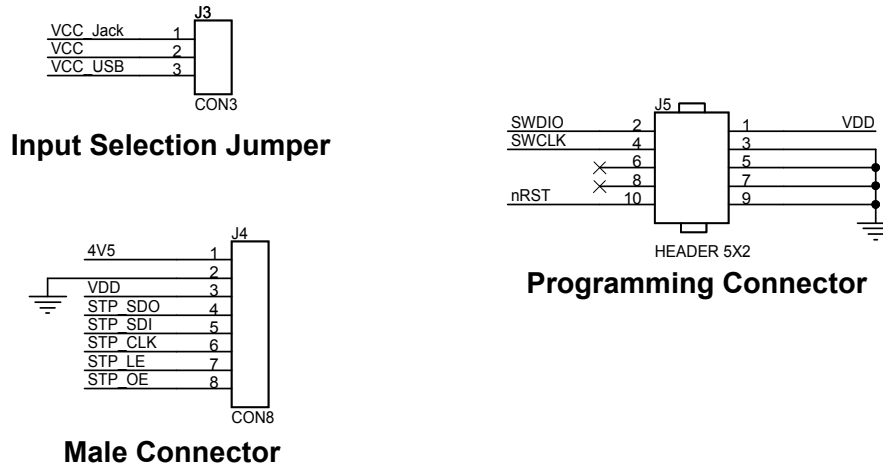 J3
VCC_Jack 1
VCC 2
VCC_USB 3
CON3
Input Selection Jumper
J4
4V5 1
2
VDD 3
STP_SDO 4
STP_SDI 5
STP_CLK 6
STP_LE 7
STP_OE 8
CON8
Male Connector
J5
SWDIO 2 1 VDD
SWCLK 4 3
6 5
8 7
nRST 10 9
HEADER 5X2
Programming Connector